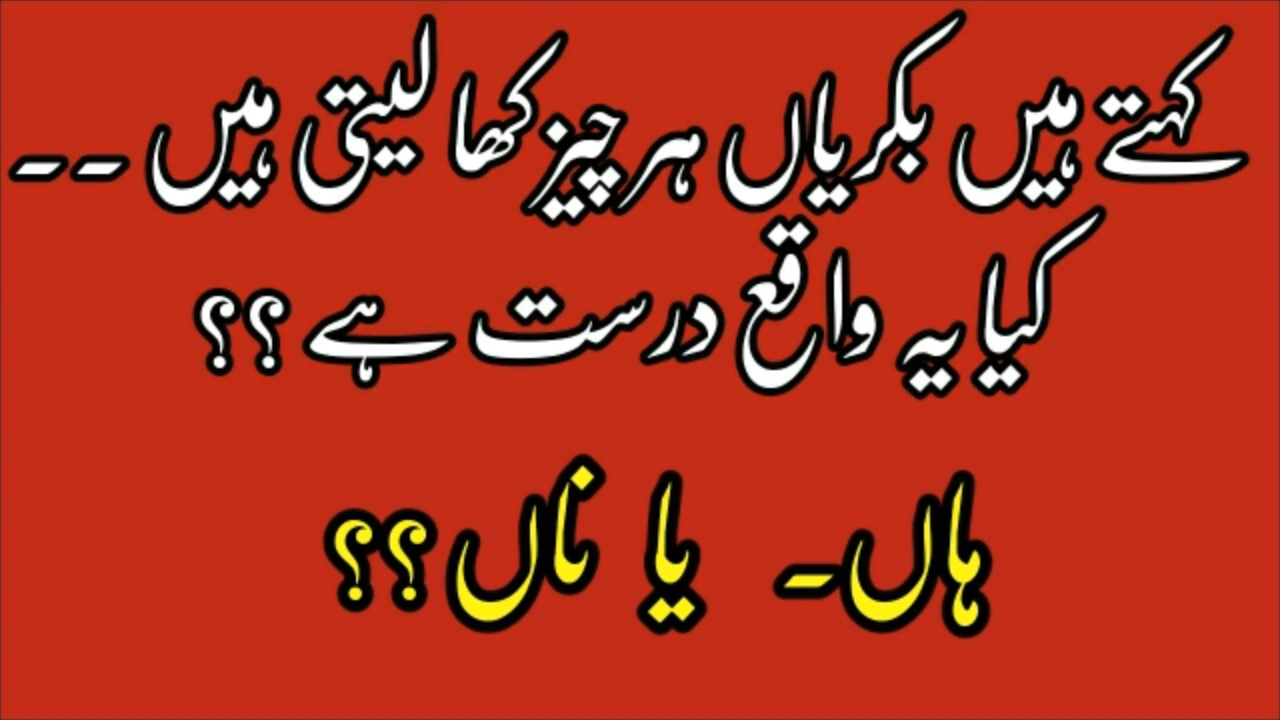 کہتے ہیں بکریاں ہر چیز کھا لیتی ہیں ۔۔
کیا یہ واقع درست ہے ؟؟
ہاں۔ یا ناں؟؟